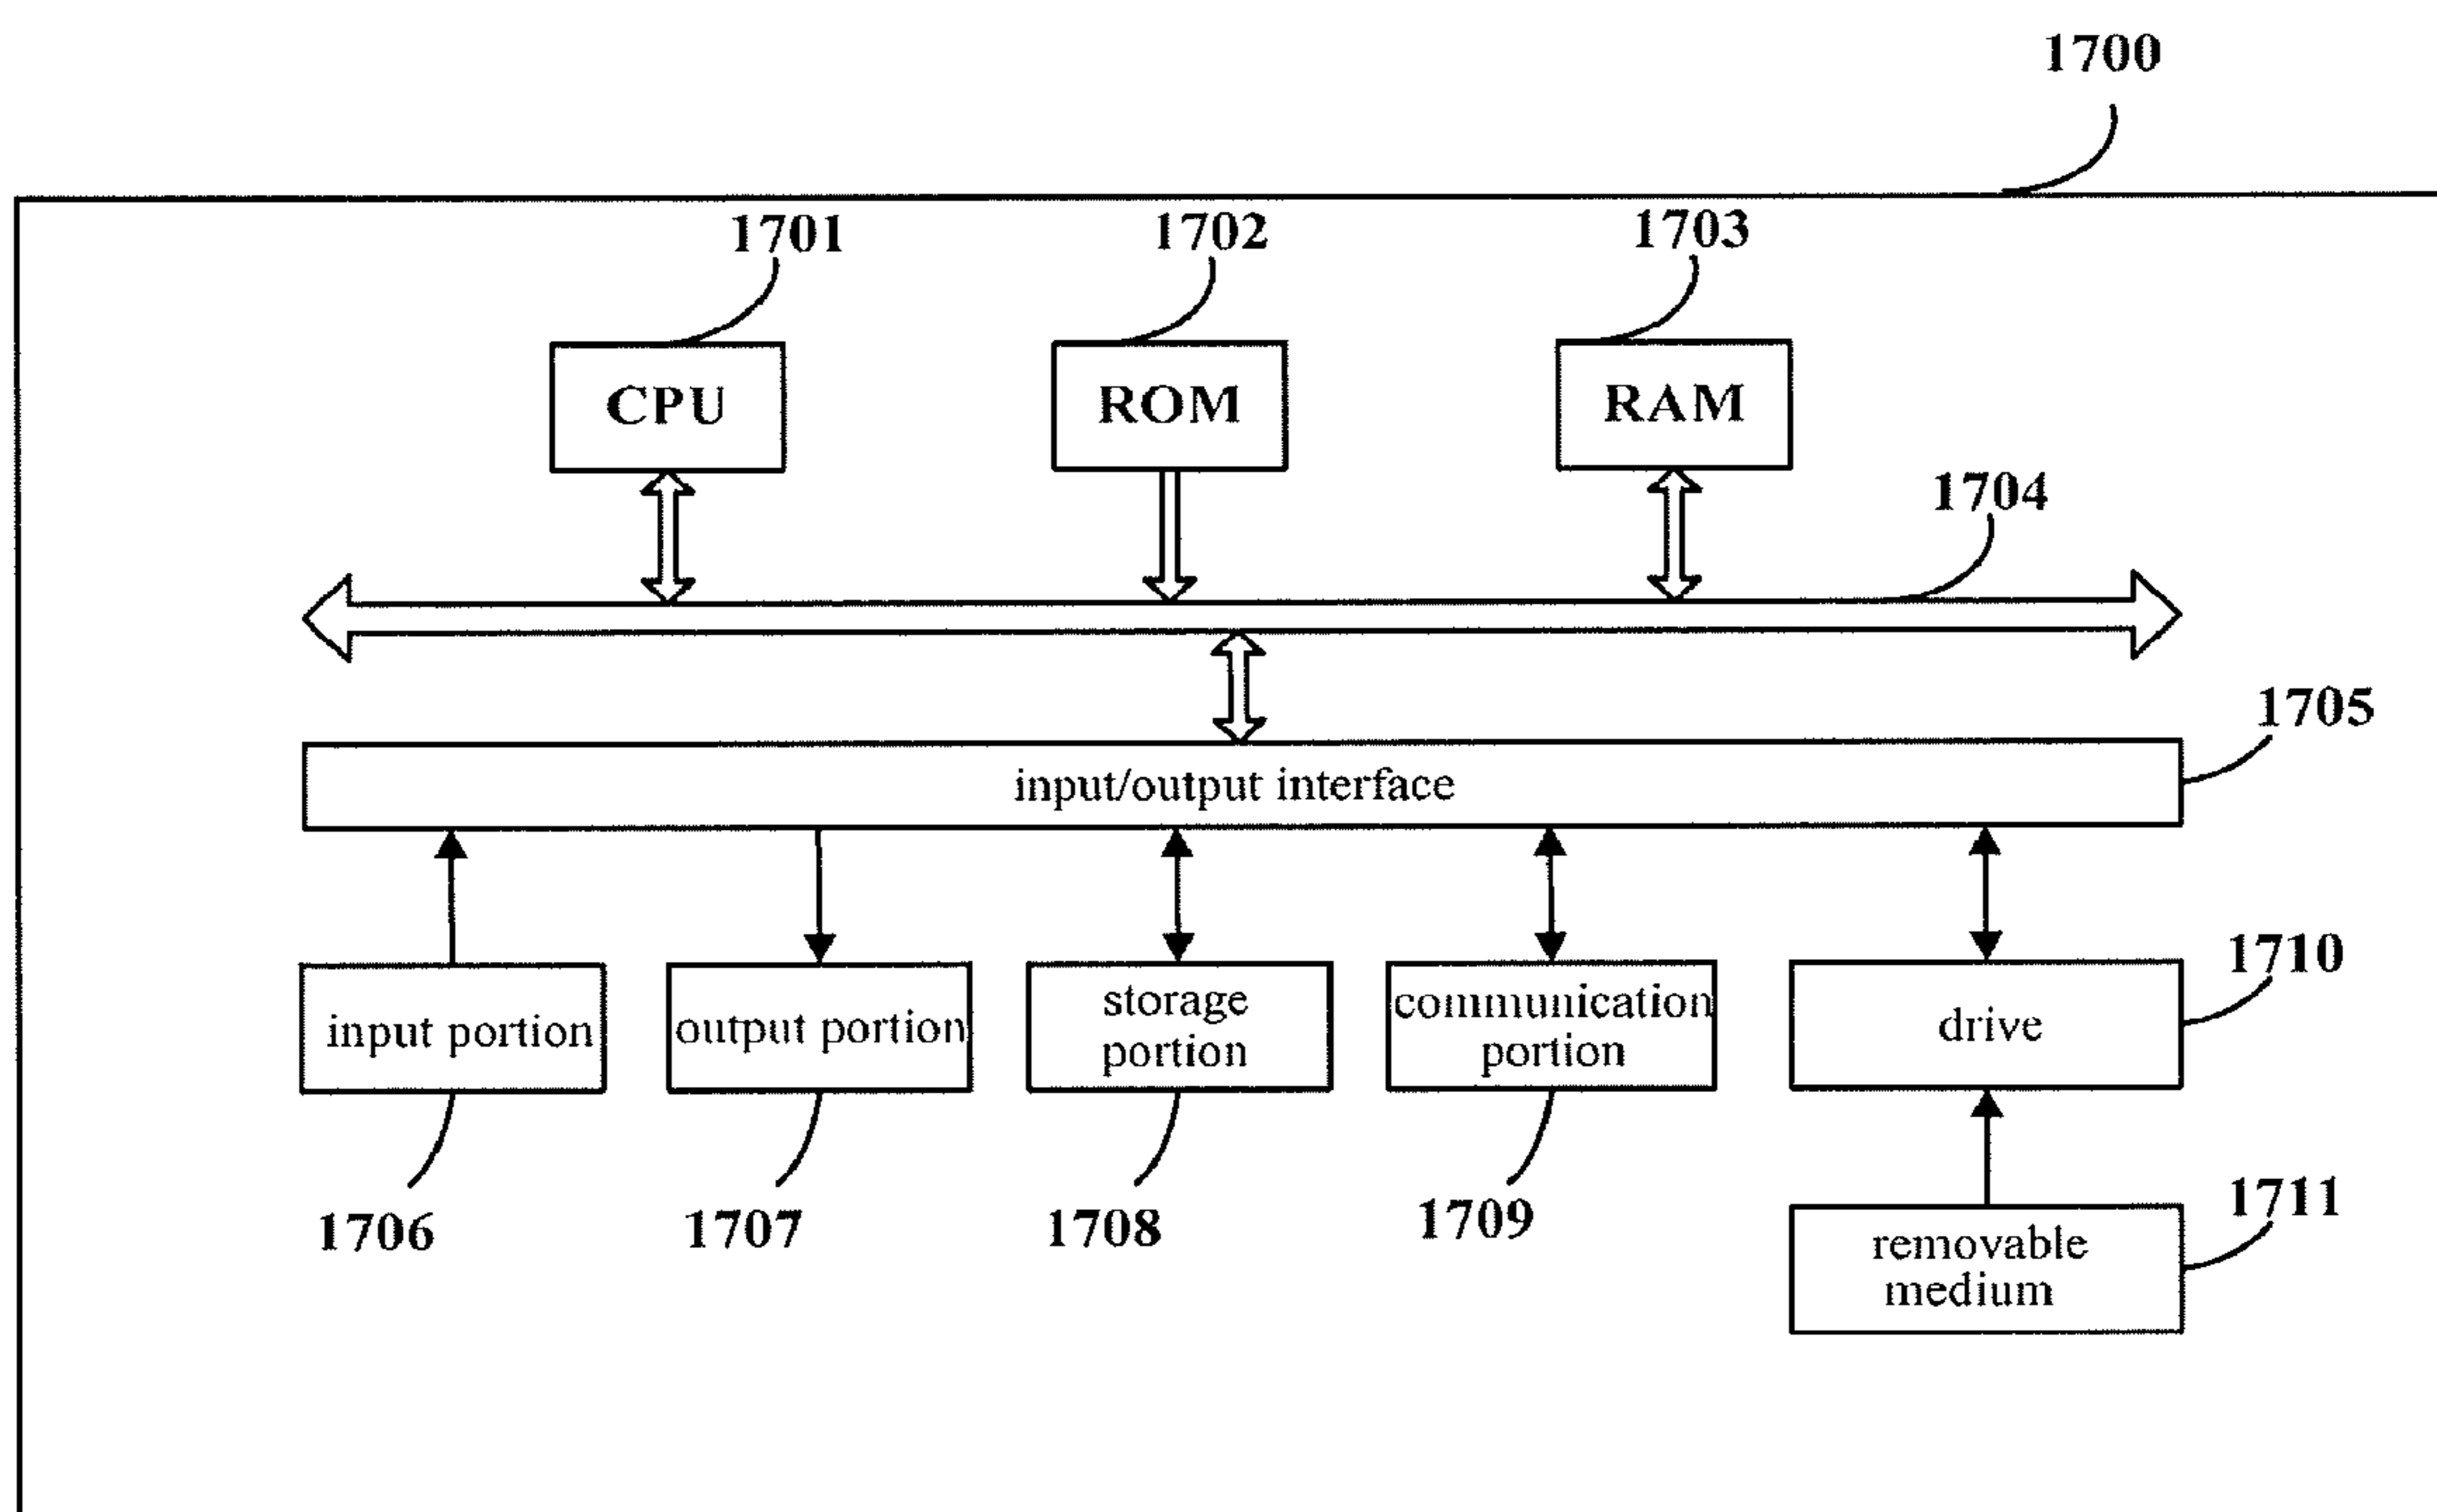 1700
1701
1702
1703
CPU
ROM
RAM
1704
1705
input/output interface
1710
input portion
output portion
storage
portion
communication
portion
drive
1706
1707
1708
1709
1711
removable
medium